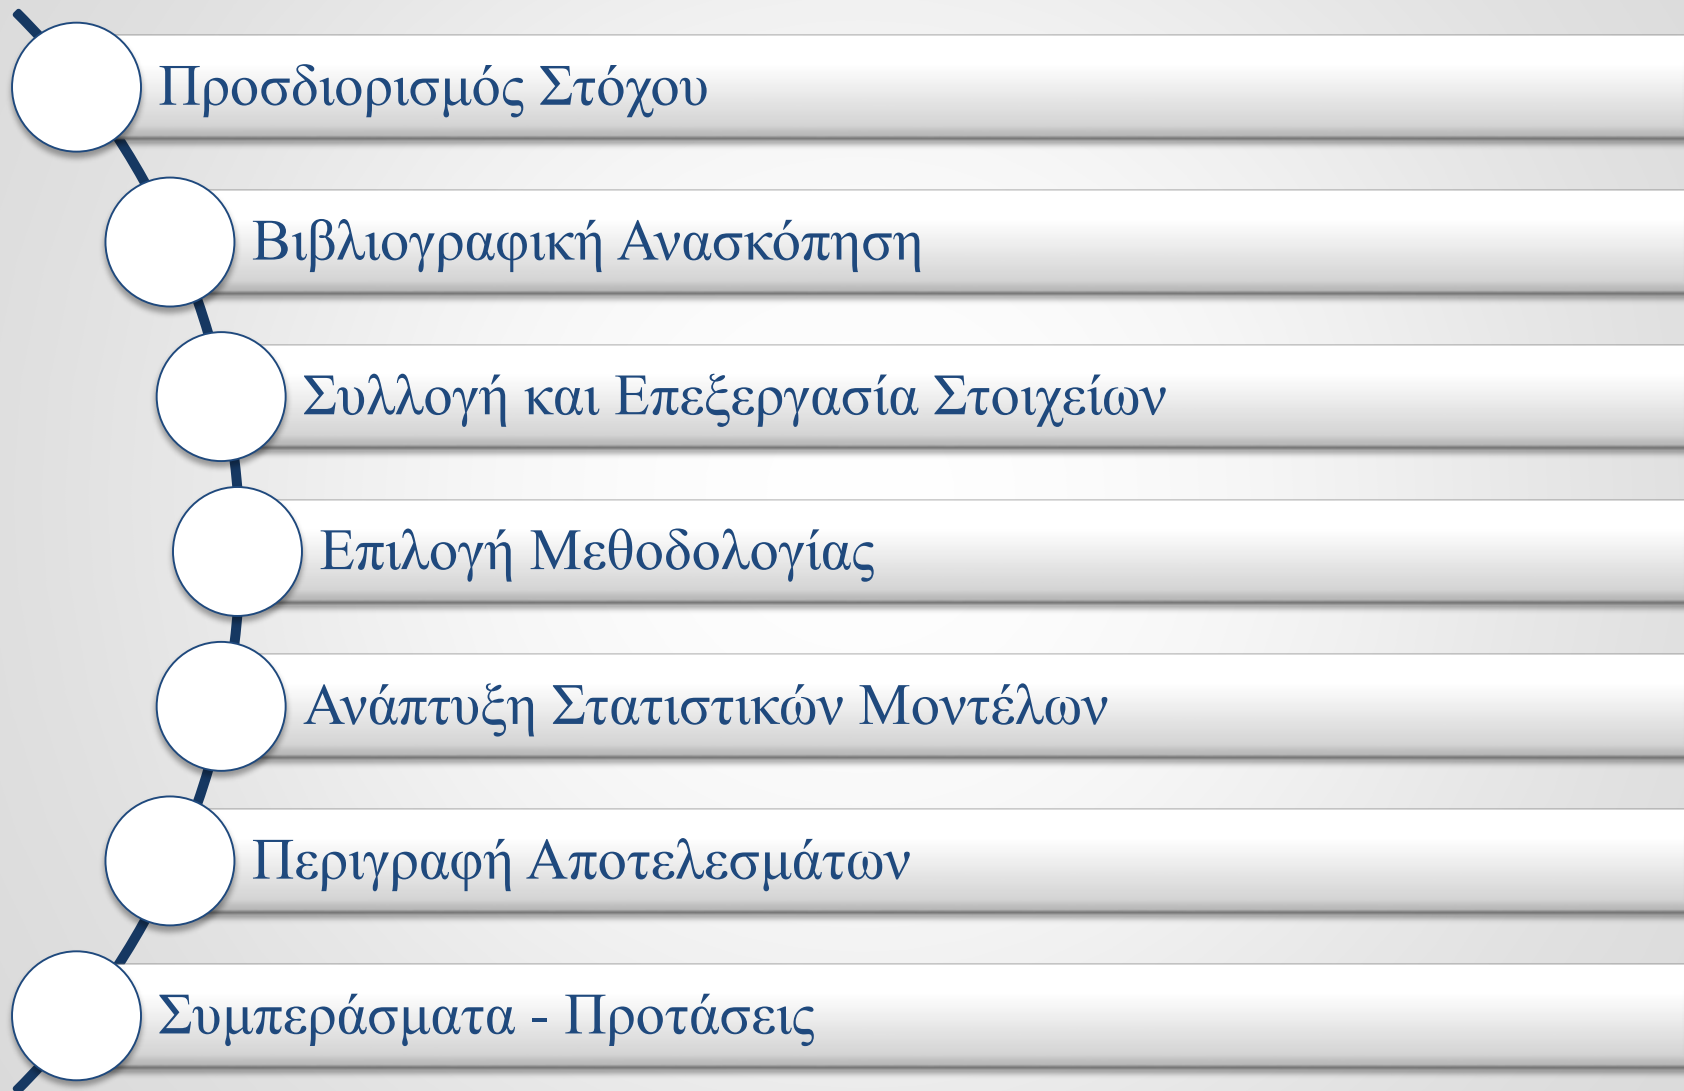 Προσδιορισμός Στόχου
Βιβλιογραφική Ανασκόπηση
Συλλογή και Επεξεργασία Στοιχείων
Επιλογή Μεθοδολογίας
Ανάπτυξη Στατιστικών Μοντέλων
Περιγραφή Αποτελεσμάτων
Συμπεράσματα - Προτάσεις